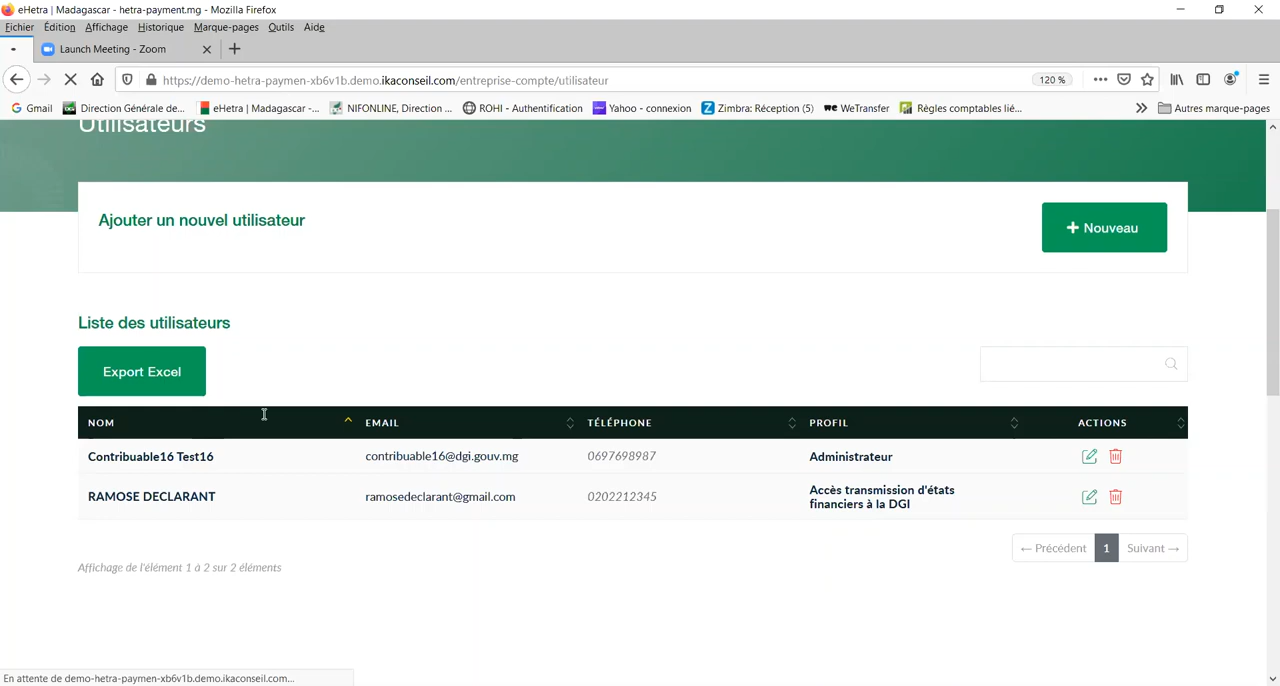 eHetra | Madagascar - hetra-payment.mg - Mozilla Firefox
Fichier Édition Affichage Historique Marque-pages Outils Aide
Launch Meeting - Zoom
https://demo-hetra-paymen-xb6v1b.demo.ikaconseil.com/entreprise-compte/utilisateur 120 %
Gmail Direction Générale de... eHetra | Madagascar -... NIFONLINE, Direction ... ROHI - Authentification Yahoo - connexion Zimbra: Réception (5) WeTransfer Règles comptables lié... Autres marque-pages
Utilisateurs
Ajouter un nouvel utilisateur
+ Nouveau
Liste des utilisateurs
Export Excel
NOM EMAIL TÉLÉPHONE PROFIL ACTIONS
Contribuable16 Test16 contribuable16@dgi.gouv.mg 0697698987 Administrateur
RAMOSE DECLARANT ramosedeclarant@gmail.com 0202212345 Accès transmission d'états
financiers à la DGI
← Précédent 1 Suivant →
Affichage de l'élément 1 à 2 sur 2 éléments
En attente de demo-hetra-paymen-xb6v1b.demo.ikaconseil.com...